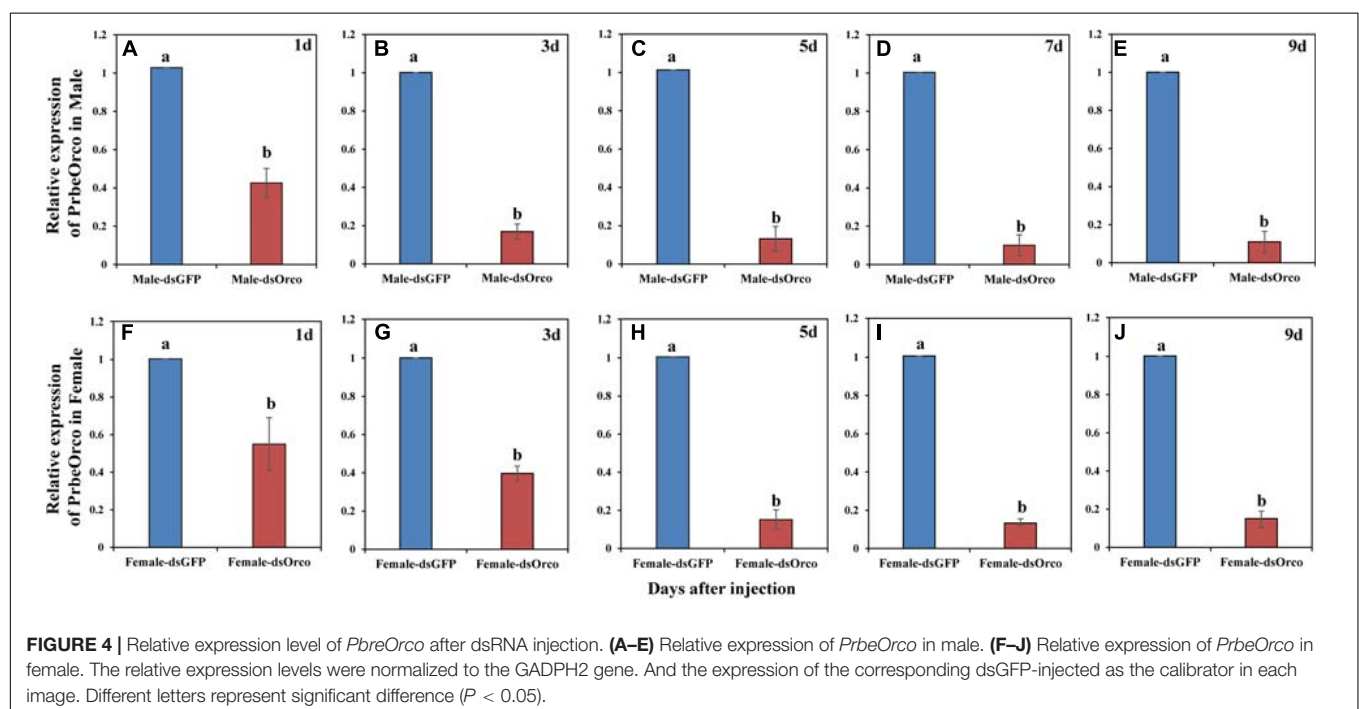 A 1d
B 3d
C 5d
D 7d
E 9d
Relative expression
of PrbeOrco in Male
1.2
1
0.8
0.6
0.4
0.2
0
a
b
Male-dsGFP Male-dsOrco
1.2
1
0.8
0.6
0.4
0.2
0
a
b
Male-dsGFP Male-dsOrco
1.2
1
0.8
0.6
0.4
0.2
0
a
b
Male-dsGFP Male-dsOrco
1.2
1
0.8
0.6
0.4
0.2
0
a
b
Male-dsGFP Male-dsOrco
1.2
1
0.8
0.6
0.4
0.2
0
a
b
Male-dsGFP Male-dsOrco
F 1d
G 3d
H 5d
I
J 9d
Relative expression
of PrbeOrco in Female
1.2
1
0.8
0.6
0.4
0.2
0
a
b
Female-dsGFP Female-dsOrco
1.2
1
0.8
0.6
0.4
0.2
0
a
b
Female-dsGFP Female-dsOrco
1.2
1
0.8
0.6
0.4
0.2
0
a
b
Female-dsGFP Female-dsOrco
1.2
1
0.8
0.6
0.4
0.2
0
a
b
Female-dsGFP Female-dsOrco
1.2
1
0.8
0.6
0.4
0.2
0
a
b
Female-dsGFP Female-dsOrco
Days after injection
FIGURE 4 | Relative expression level of PbreOrco after dsRNA injection. (A–E) Relative expression of PrbeOrco in male. (F–J) Relative expression of PrbeOrco in
female. The relative expression levels were normalized to the GADPH2 gene. And the expression of the corresponding dsGFP-injected as the calibrator in each
image. Different letters represent significant difference (P < 0.05).